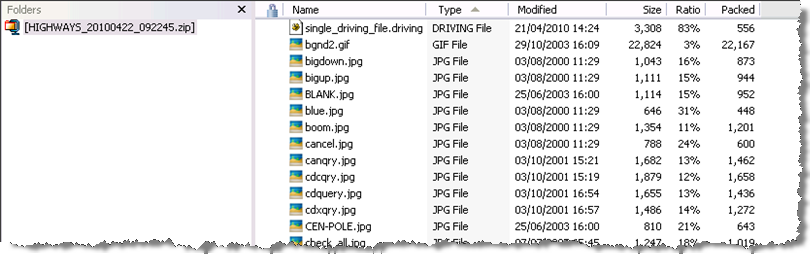 Folders
[HIGHWAYS_20100422_092245.zip]
Name Type Modified Size Ratio Packed
single_driving_file.driving DRIVING File 21/04/2010 14:24 3,308 83% 556
bgnd2.gif GIF File 29/10/2003 16:09 22,824 3% 22,167
bigdown.jpg JPG File 03/08/2000 11:29 1,043 16% 873
bigup.jpg JPG File 03/08/2000 11:29 1,111 15% 944
BLANK.jpg JPG File 25/06/2003 16:00 1,114 15% 952
blue.jpg JPG File 03/08/2000 11:29 646 31% 448
boom.jpg JPG File 03/08/2000 11:29 1,354 11% 1,201
cancel.jpg JPG File 03/08/2000 11:29 788 24% 600
canqry.jpg JPG File 03/10/2001 15:21 1,682 13% 1,462
cdcqry.jpg JPG File 03/10/2001 15:19 1,879 12% 1,658
cdquery.jpg JPG File 03/10/2001 16:54 1,655 13% 1,436
cdxqry.jpg JPG File 03/10/2001 16:57 1,486 14% 1,272
CEN-POLE.jpg JPG File 25/06/2003 16:00 810 21% 643
check_all.jpg JPG File 1,247 18% 1,019